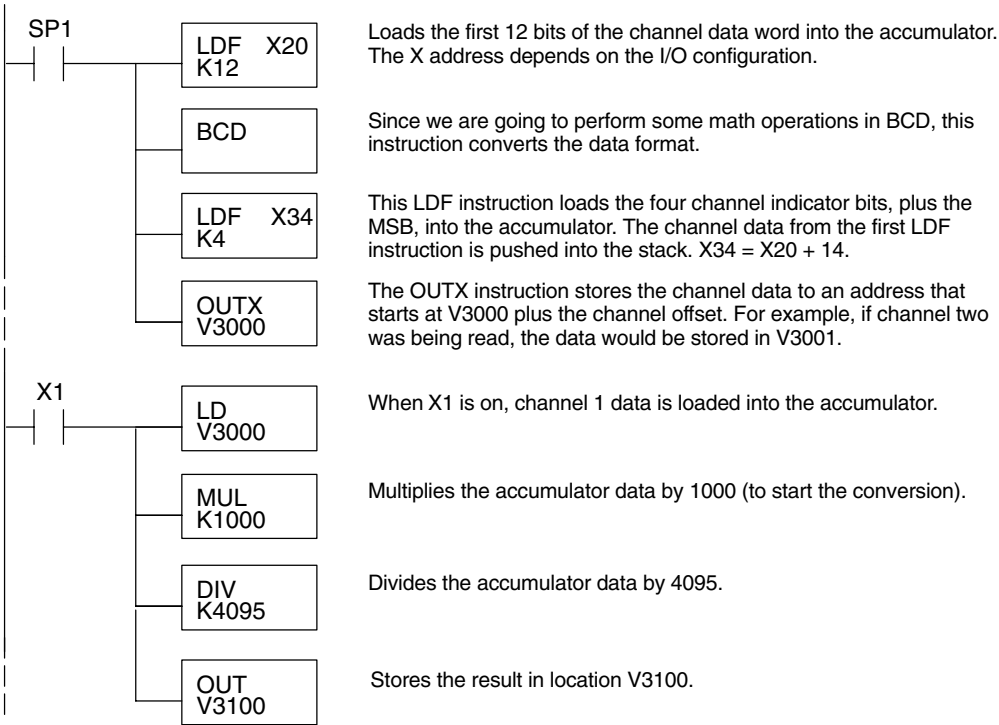 SP1
LDF X20
K12
Loads the first 12 bits of the channel data word into the accumulator.
The X address depends on the I/O configuration.
BCD
Since we are going to perform some math operations in BCD, this
instruction converts the data format.
LDF X34
K4
This LDF instruction loads the four channel indicator bits, plus the
MSB, into the accumulator. The channel data from the first LDF
instruction is pushed into the stack. X34 = X20 + 14.
OUTX
V3000
The OUTX instruction stores the channel data to an address that
starts at V3000 plus the channel offset. For example, if channel two
was being read, the data would be stored in V3001.
X1
LD
V3000
When X1 is on, channel 1 data is loaded into the accumulator.
MUL
K1000
Multiplies the accumulator data by 1000 (to start the conversion).
DIV
K4095
Divides the accumulator data by 4095.
OUT
V3100
Stores the result in location V3100.